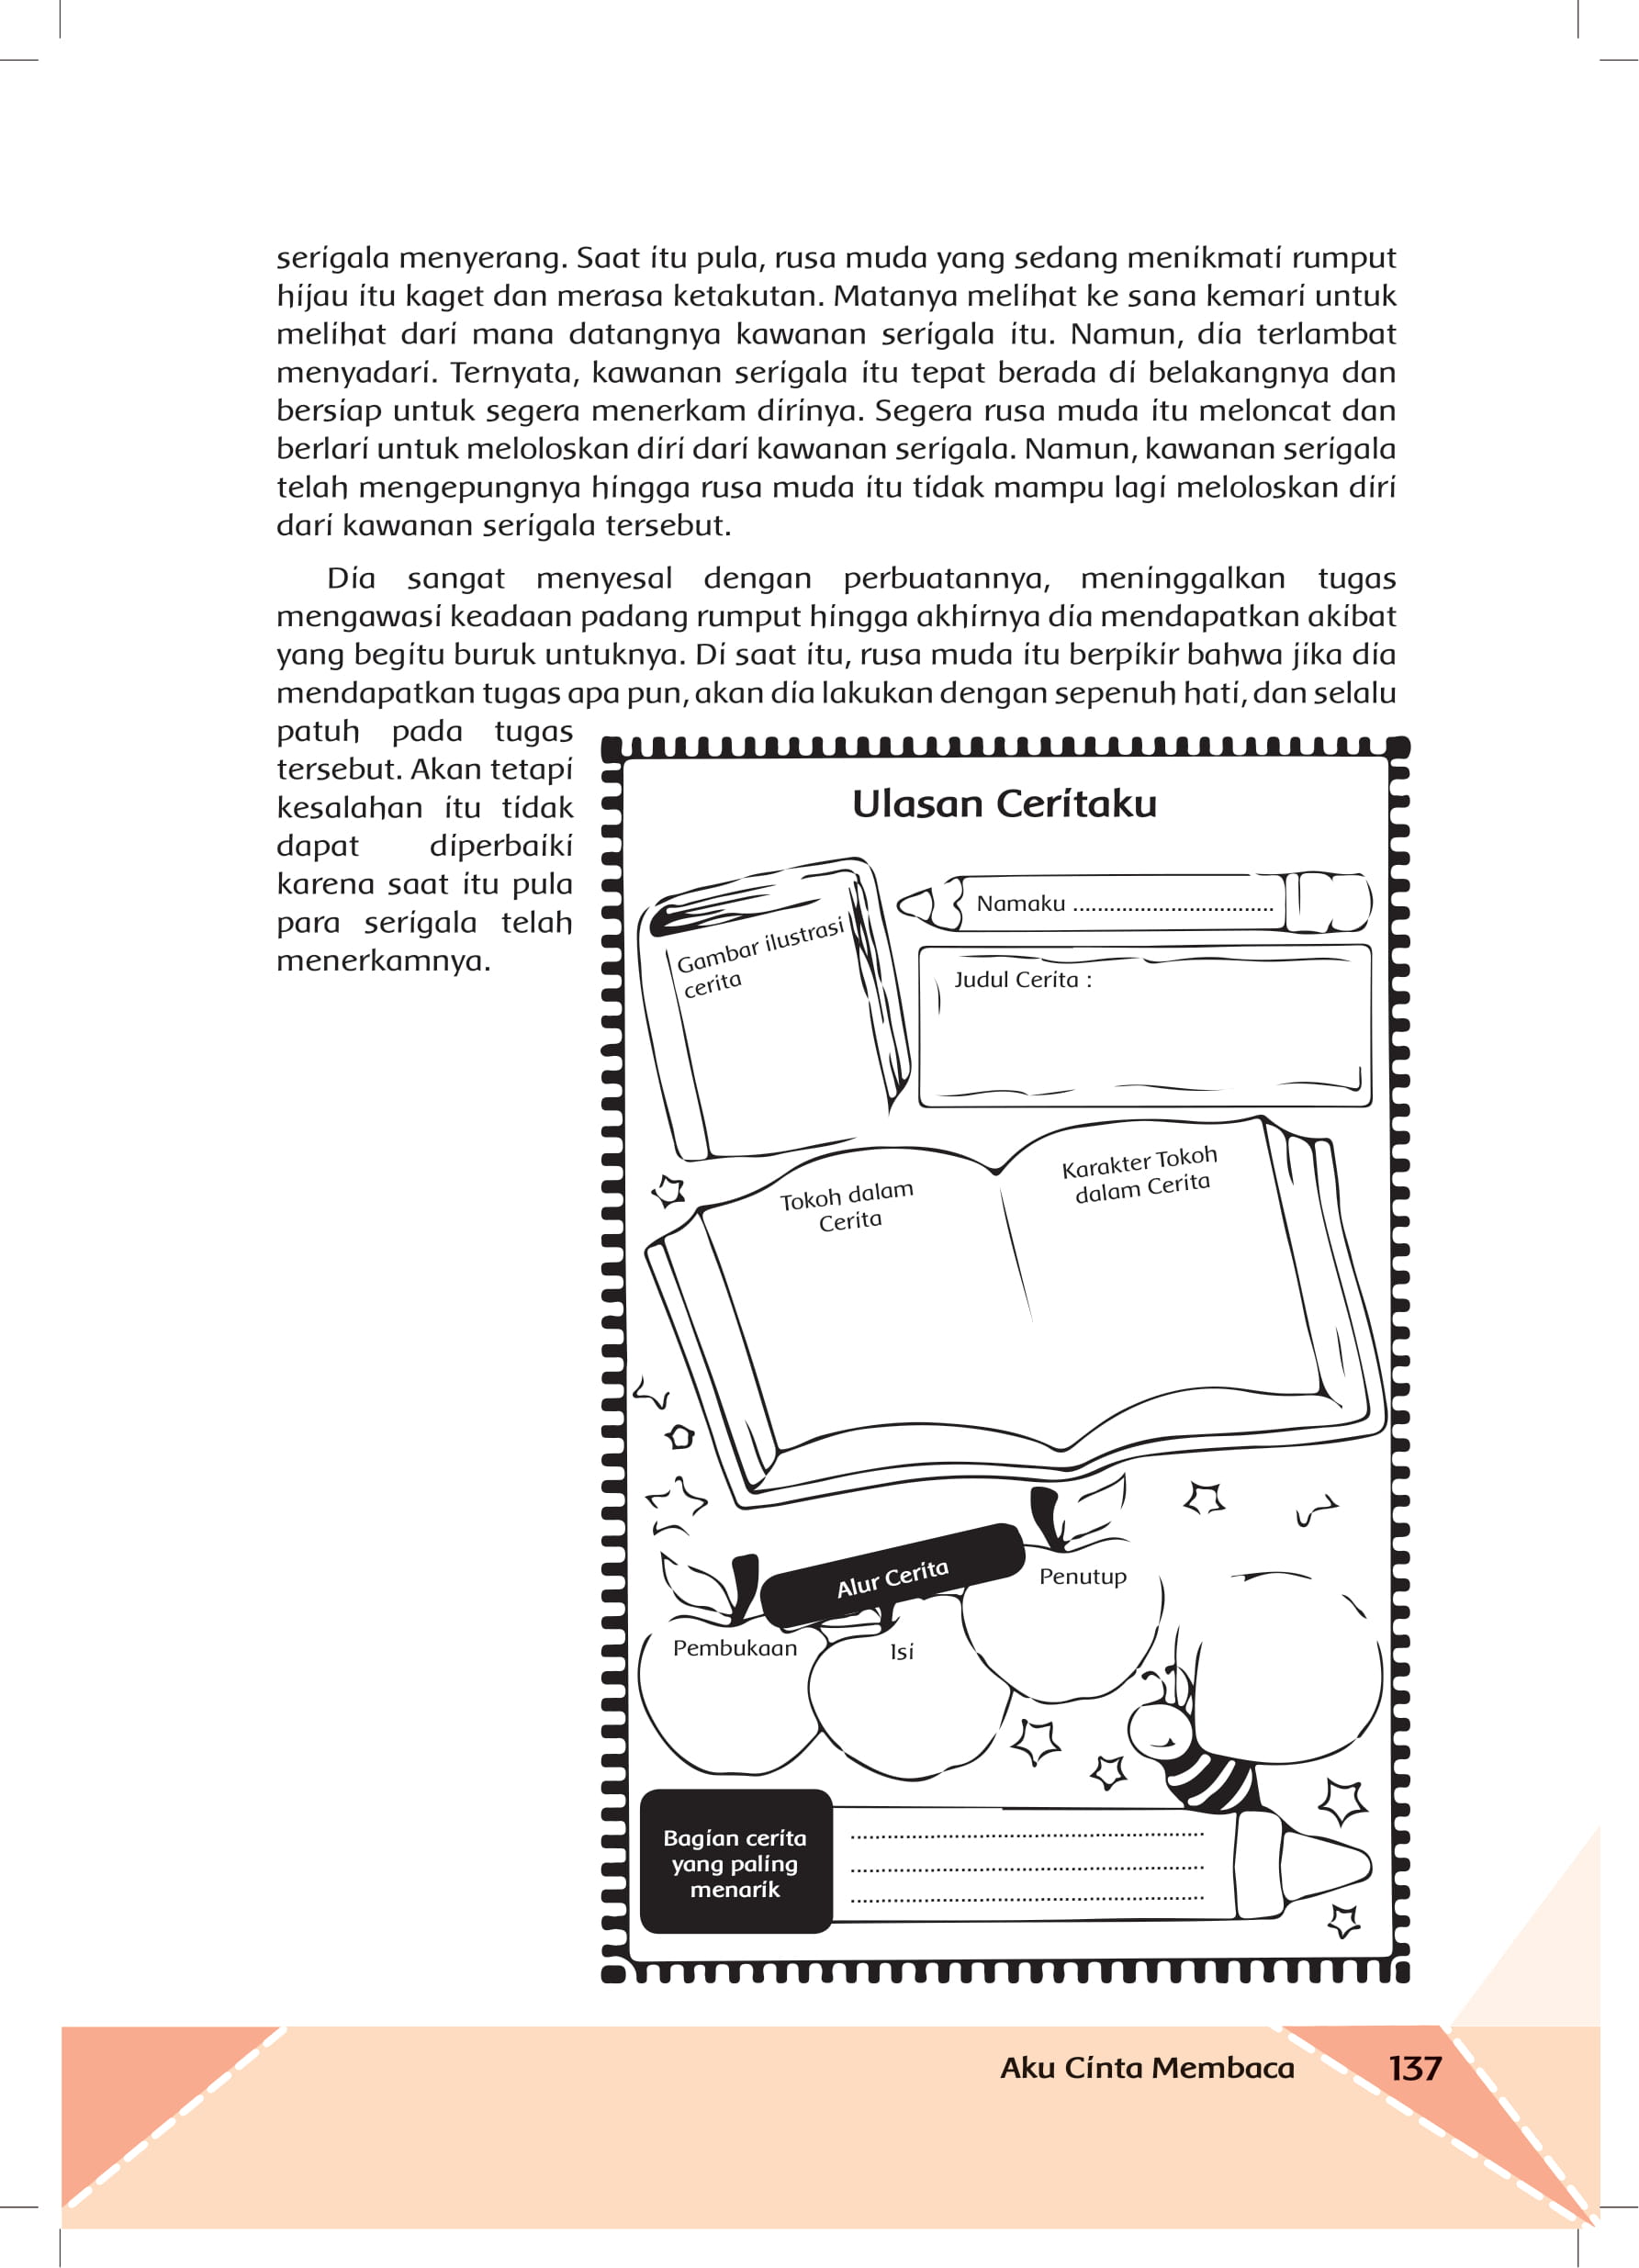 serigala menyerang. Saat itu pula, rusa muda yang sedang menikmati rumput
hijau itu kaget dan merasa ketakutan. Matanya melihat ke sana kemari untuk
melihat dari mana datangnya kawanan serigala itu. Namun, dia terlambat
menyadari. Ternyata, kawanan serigala itu tepat berada di belakangnya dan
bersiap untuk segera menerkam dirinya. Segera rusa muda itu meloncat dan
berlari untuk meloloskan diri dari kawanan serigala. Namun, kawanan serigala
telah mengepungnya hingga rusa muda itu tidak mampu lagi meloloskan diri
dari kawanan serigala tersebut.
Dia sangat menyesal dengan perbuatannya, meninggalkan tugas
mengawasi keadaan padang rumput hingga akhirnya dia mendapatkan akibat
yang begitu buruk untuknya. Di saat itu, rusa muda itu berpikir bahwa jika dia
mendapatkan tugas apa pun, akan dia lakukan dengan sepenuh hati, dan selalu
patuh pada tugas
tersebut. Akan tetapi
kesalahan itu tidak
dapat diperbaiki
karena saat itu pula
para serigala telah
menerkamnya.
Ulasan Ceritaku
Gambar ilustrasi
cerita
Namaku .................................
Judul Cerita :
Tokoh dalam
Cerita
Karakter Tokoh
dalam Cerita
Alur Cerita
Pembukaan
Isi
Penutup
Bagian cerita
yang paling
menarik
..........................................................
..........................................................
..........................................................
Aku Cinta Membaca 137